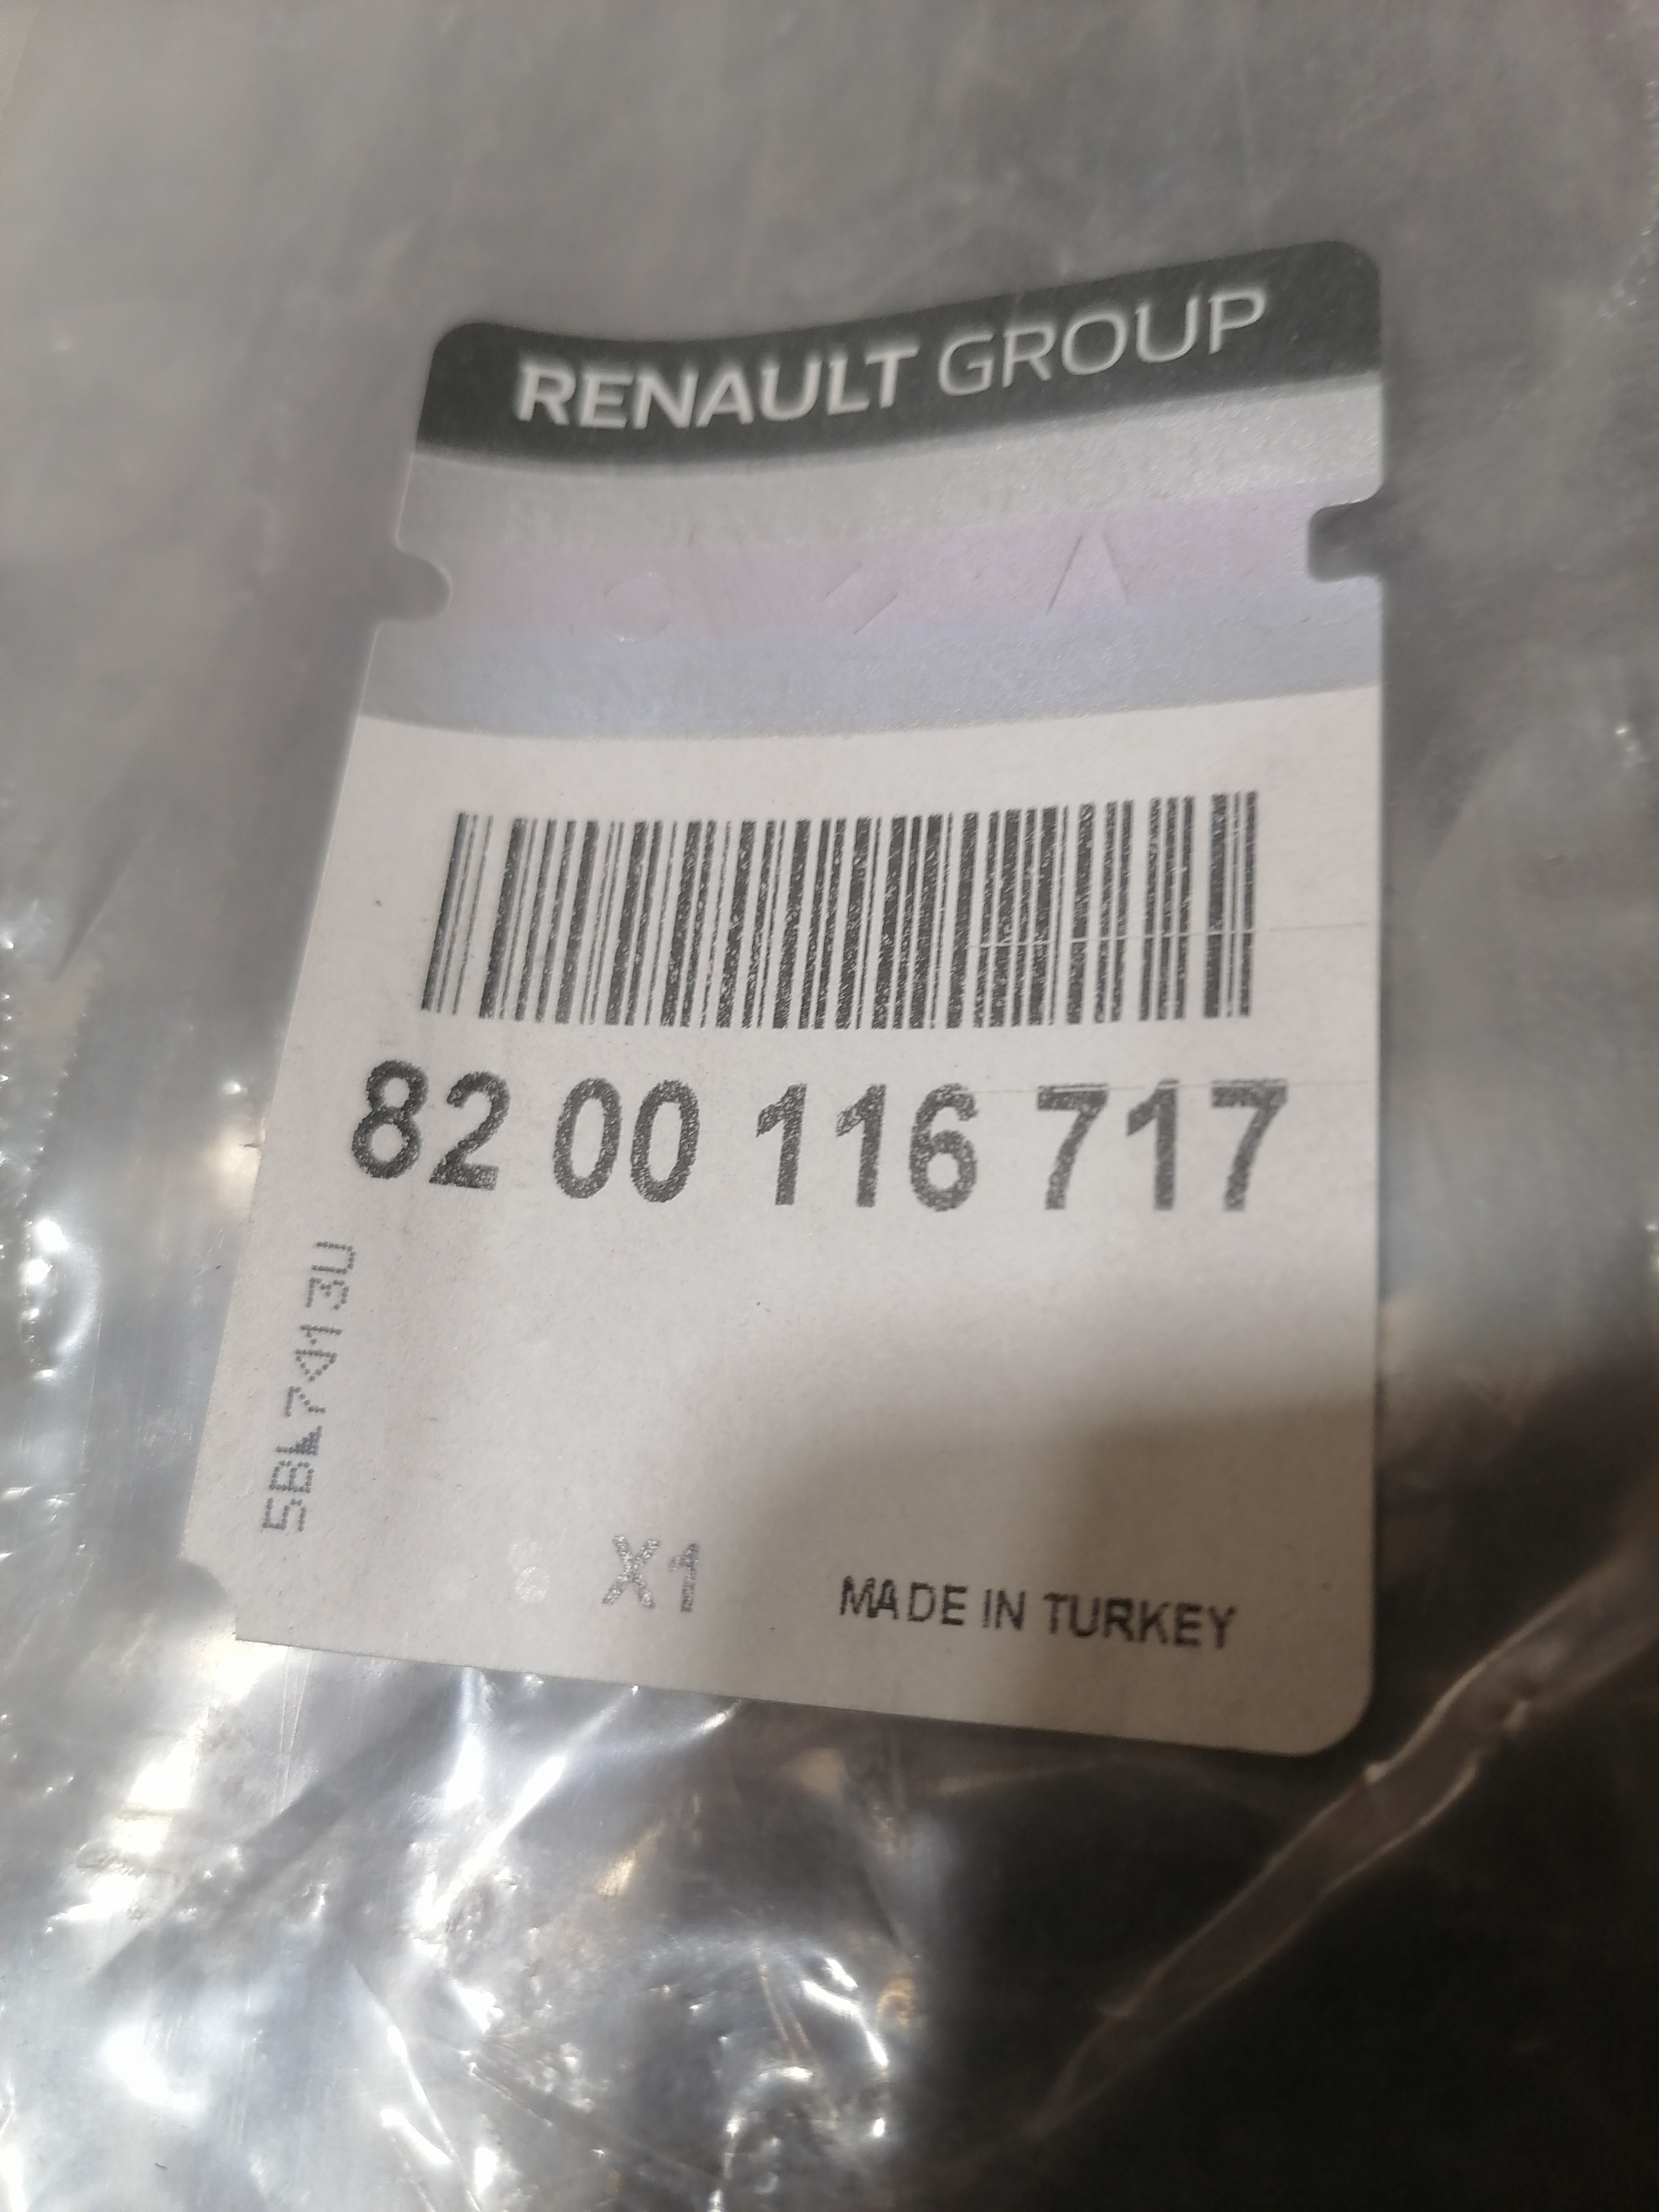 RENAULT GROUP
82 00 116 717
X1
MADE IN TURKEY